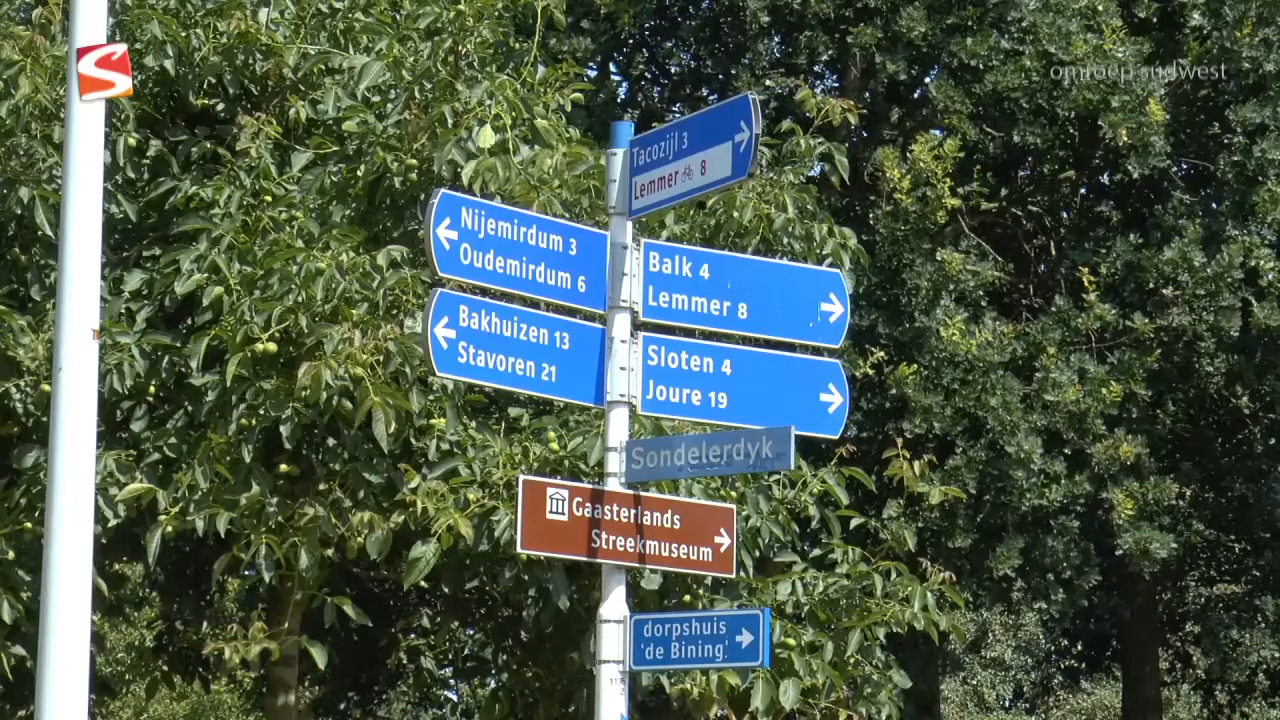 S
omroep súdwest
Tacozijl 3
Lemmer 8
Nijemirdum 3
Oudemirdum 6
Balk 4
Lemmer 8
Bakhuizen 13
Stavoren 21
Sloten 4
Joure 19
Sondelerdyk
Gaasterlands
Streekmuseum
dorpshuis
'de Bining'